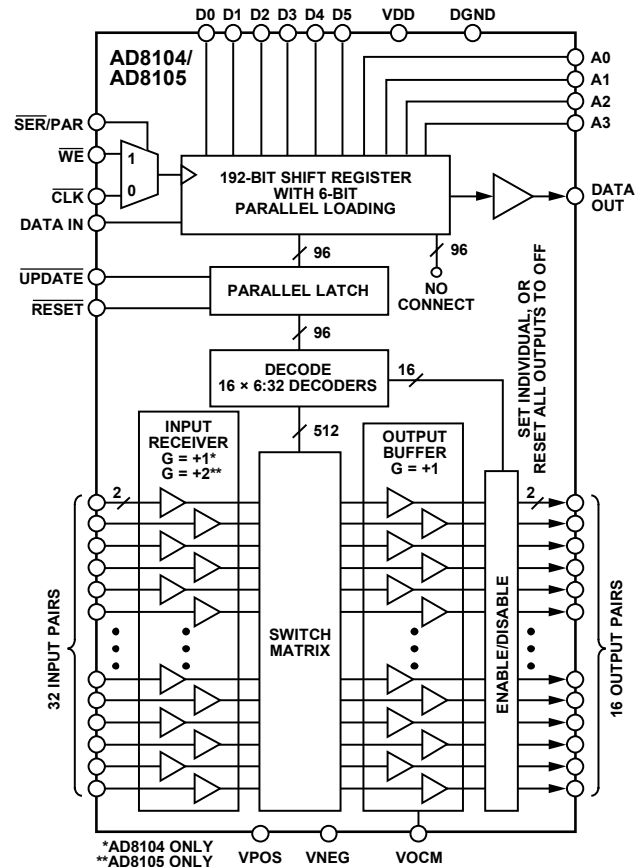 D0 D1 D2 D3 D4 D5 VDD DGND
AD8104/
AD8105
A0
A1
A2
A3
SER/PAR
WE
CLK
DATA IN
1
0
192-BIT SHIFT REGISTER
WITH 6-BIT
PARALLEL LOADING
DATA
OUT
96
96
NO
CONNECT
UPDATE
RESET
PARALLEL LATCH
96
DECODE
16 × 6:32 DECODERS
16
SET INDIVIDUAL, OR
RESET ALL OUTPUTS TO OFF
512
INPUT
RECEIVER
G = +1*
G = +2**
OUTPUT
BUFFER
G = +1
2
2
32 INPUT PAIRS
SWITCH
MATRIX
ENABLE/DISABLE
16 OUTPUT PAIRS
*AD8104 ONLY
**AD8105 ONLY
VPOS VNEG VOCM